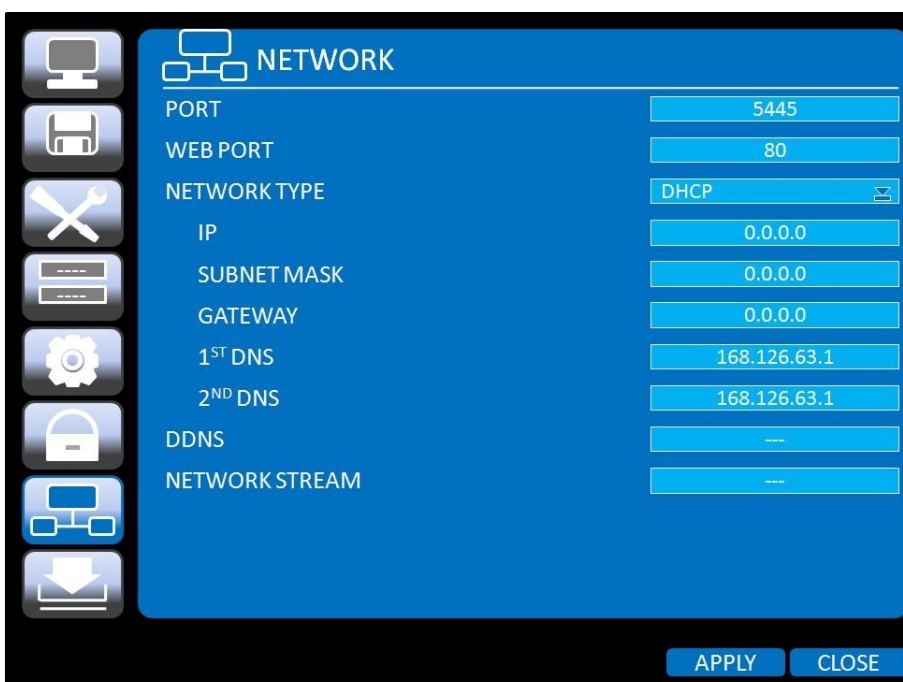 NETWORK
PORT 5445
WEB PORT 80
NETWORK TYPE DHCP
IP 0.0.0.0
SUBNET MASK 0.0.0.0
GATEWAY 0.0.0.0
1ST DNS 168.126.63.1
2ND DNS 168.126.63.1
DDNS ---
NETWORK STREAM ---
----
----
APPLY CLOSE